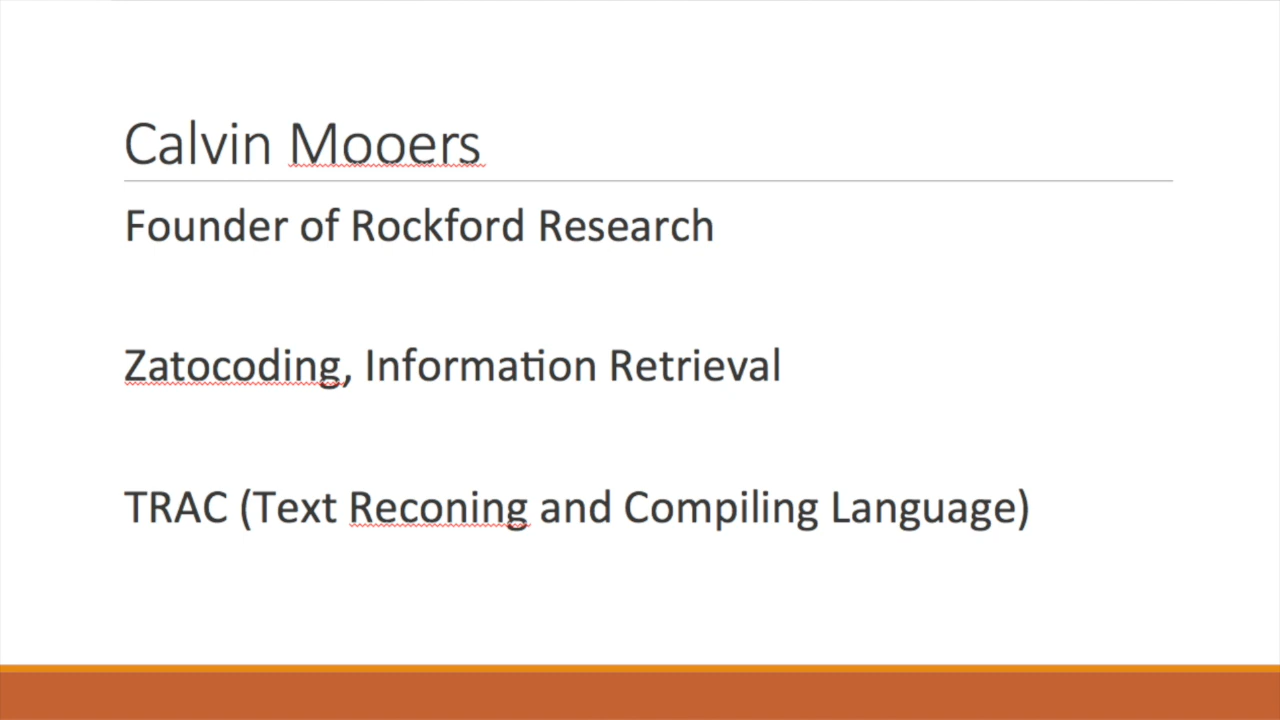 Calvin Mooers
Founder of Rockford Research
Zatocoding, Information Retrieval
TRAC (Text Reconing and Compiling Language)